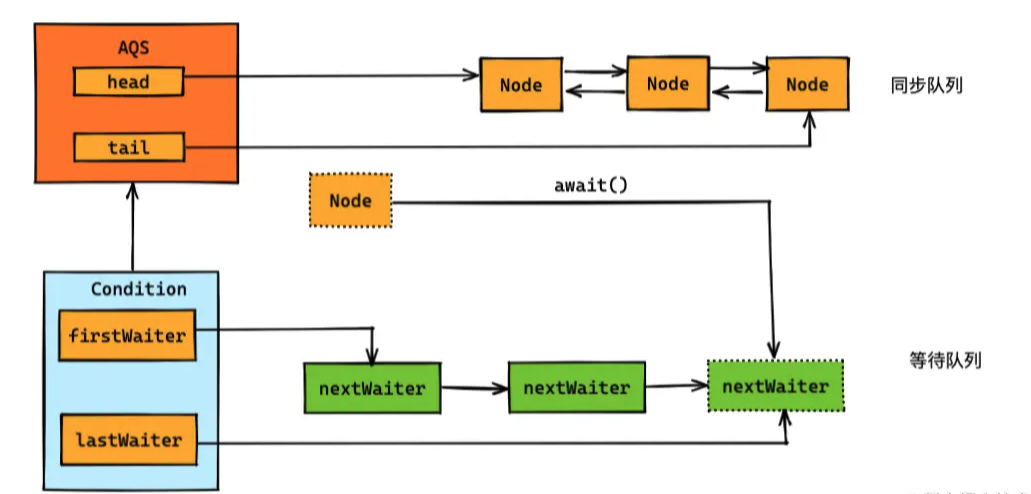 AQS
head
tail
Node
Node
Node
同步队列
Node
await()
Condition
firstWaiter
lastWaiter
nextWaiter
nextWaiter
nextWaiter
等待队列